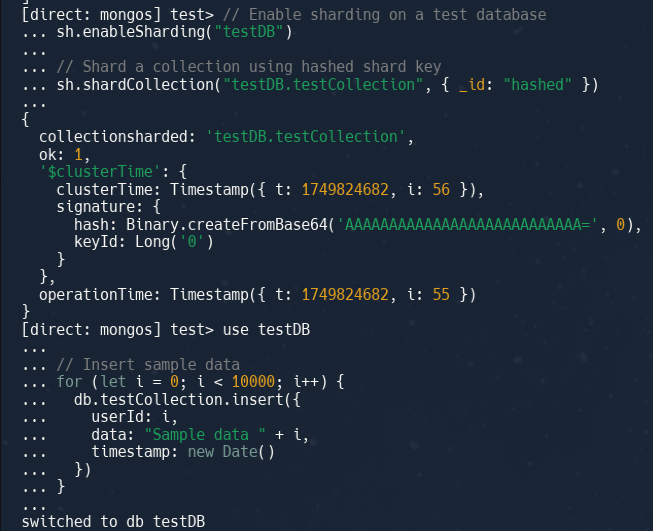 [direct: mongos] test> // Enable sharding on a test database
... sh.enableSharding("testDB")
...
... // Shard a collection using hashed shard key
... sh.shardCollection("testDB.testCollection", { _id: "hashed" })
...
{
  collectionsharded: 'testDB.testCollection',
  ok: 1,
  '$clusterTime': {
    clusterTime: Timestamp({ t: 1749824682, i: 56 }),
    signature: {
      hash: Binary.createFromBase64('AAAAAAAAAAAAAAAAAAAAAAAAAAA=', 0),
      keyId: Long('0')
    }
  },
  operationTime: Timestamp({ t: 1749824682, i: 55 })
}
[direct: mongos] test> use testDB
...
... // Insert sample data
... for (let i = 0; i < 10000; i++) {
...   db.testCollection.insert({
...     userId: i,
...     data: "Sample data " + i,
...     timestamp: new Date()
...   })
... }
...
switched to db testDB